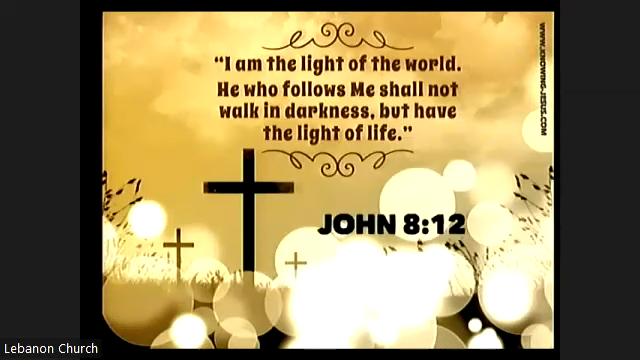 “I am the light of the world.
He who follows Me shall not
walk in darkness, but have
the light of life.”
JOHN 8:12
WWW.KNOWING-JESUS.COM
Lebanon Church